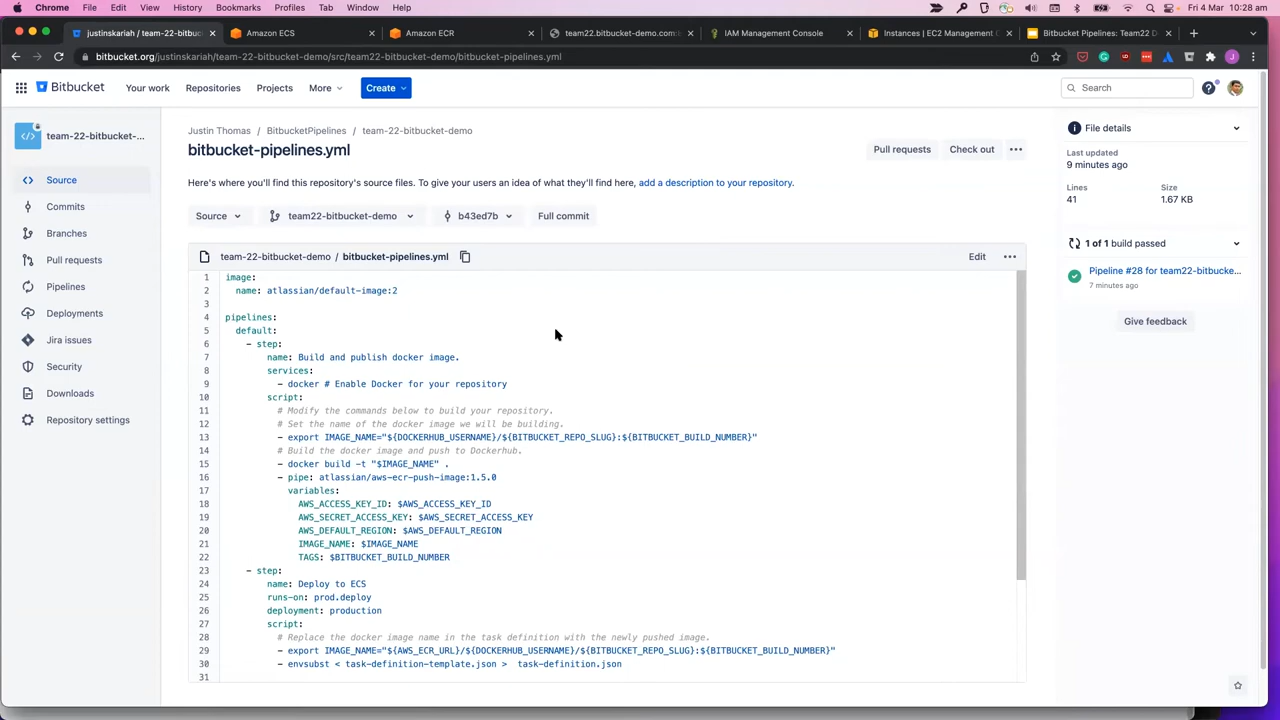 Chrome File Edit View History Bookmarks Profiles Tab Window Help Fri 4 Mar 10:28 am
justinskariah / team-22-bitbuc Amazon ECS Amazon ECR team22.bitbucket-demo.com: IAM Management Console Instances | EC2 Management C Bitbucket Pipelines: Team22 D
bitbucket.org/justinskariah/team-22-bitbucket-demo/src/team22-bitbucket-demo/bitbucket-pipelines.yml
Bitbucket Your work Repositories Projects More Create Search
team-22-bitbucket-...
Source
Commits
Branches
Pull requests
Pipelines
Deployments
Jira issues
Security
Downloads
Repository settings
Justin Thomas / BitbucketPipelines / team-22-bitbucket-demo
bitbucket-pipelines.yml
Pull requests Check out
Here's where you'll find this repository's source files. To give your users an idea of what they'll find here, add a description to your repository.
Source team22-bitbucket-demo b43ed7b Full commit
team-22-bitbucket-demo / bitbucket-pipelines.yml Edit
1 image:
2 name: atlassian/default-image:2
3
4 pipelines:
5 default:
6 - step:
7 name: Build and publish docker image.
8 services:
9 - docker # Enable Docker for your repository
10 script:
11 # Modify the commands below to build your repository.
12 # Set the name of the docker image we will be building.
13 - export IMAGE_NAME="${DOCKERHUB_USERNAME}/${BITBUCKET_REPO_SLUG}:${BITBUCKET_BUILD_NUMBER}"
14 # Build the docker image and push to Dockerhub.
15 - docker build -t "$IMAGE_NAME" .
16 - pipe: atlassian/aws-ecr-push-image:1.5.0
17 variables:
18 AWS_ACCESS_KEY_ID: $AWS_ACCESS_KEY_ID
19 AWS_SECRET_ACCESS_KEY: $AWS_SECRET_ACCESS_KEY
20 AWS_DEFAULT_REGION: $AWS_DEFAULT_REGION
21 IMAGE_NAME: $IMAGE_NAME
22 TAGS: $BITBUCKET_BUILD_NUMBER
23 - step:
24 name: Deploy to ECS
25 runs-on: prod.deploy
26 deployment: production
27 script:
28 # Replace the docker image name in the task definition with the newly pushed image.
29 - export IMAGE_NAME="${AWS_ECR_URL}/${DOCKERHUB_USERNAME}/${BITBUCKET_REPO_SLUG}:${BITBUCKET_BUILD_NUMBER}"
30 - envsubst < task-definition-template.json > task-definition.json
31
File details
Last updated
9 minutes ago
Lines Size
41 1.67 KB
1 of 1 build passed
Pipeline #28 for team22-bitbucke...
7 minutes ago
Give feedback